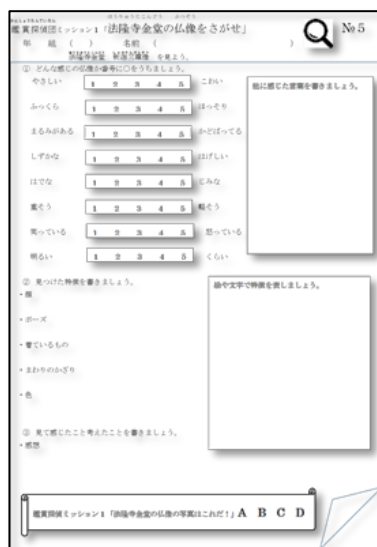 鑑賞探偵団ミッション1「法隆寺金堂の仏像をさがせ」 №5
年 組 ( ) 名前 ( )
を見よう。
① どんな感じの仏像か番号に○をうちましょう。
やさしい 1 2 3 4 5 こわい
ふっくら 1 2 3 4 5 ほっそり
まるみがある 1 2 3 4 5 かどばってる
しずかな 1 2 3 4 5 はげしい
はでな 1 2 3 4 5 じみな
重そう 1 2 3 4 5 軽そう
笑っている 1 2 3 4 5 怒っている
明るい 1 2 3 4 5 くらい
他に感じた言葉を書きましょう。
② 見つけた特徴を書きましょう。
・顔
・ポーズ
・着ているもの
・まわりのかざり
・色
絵や文字で特徴を表しましょう。
③ 見て感じたこと考えたことを書きましょう。
・感想
鑑賞探偵ミッション1「法隆寺金堂の仏像の写真はこれだ!」A B C D